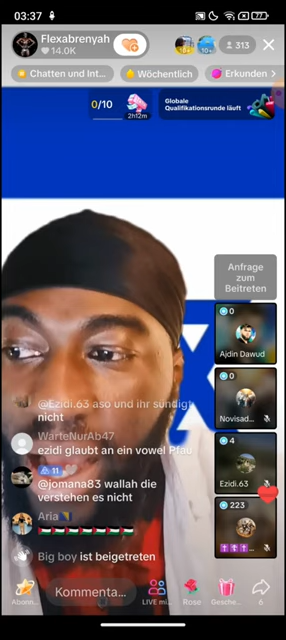 03:37
77
Flexabrenyah
14.0K
313
Chatten und Int...
Wöchentlich
Erkunden
0/10
2h12m
Globale
Qualifikationsrunde läuft
Anfrage
zum
Beitreten
0
Ajdin Dawud
0
Novisad...
4
Ezidi.63
223
@Ezidi.63 aso und ihr sündigt
nicht
WarteNurAb47
ezidi glaubt an ein vowel Pfau
11
@jomana83 wallah die
verstehen es nicht
Aria
Big boy ist beigetreten
Abonn...
Kommenta...
LIVE mi...
Rose
Gesche...
6